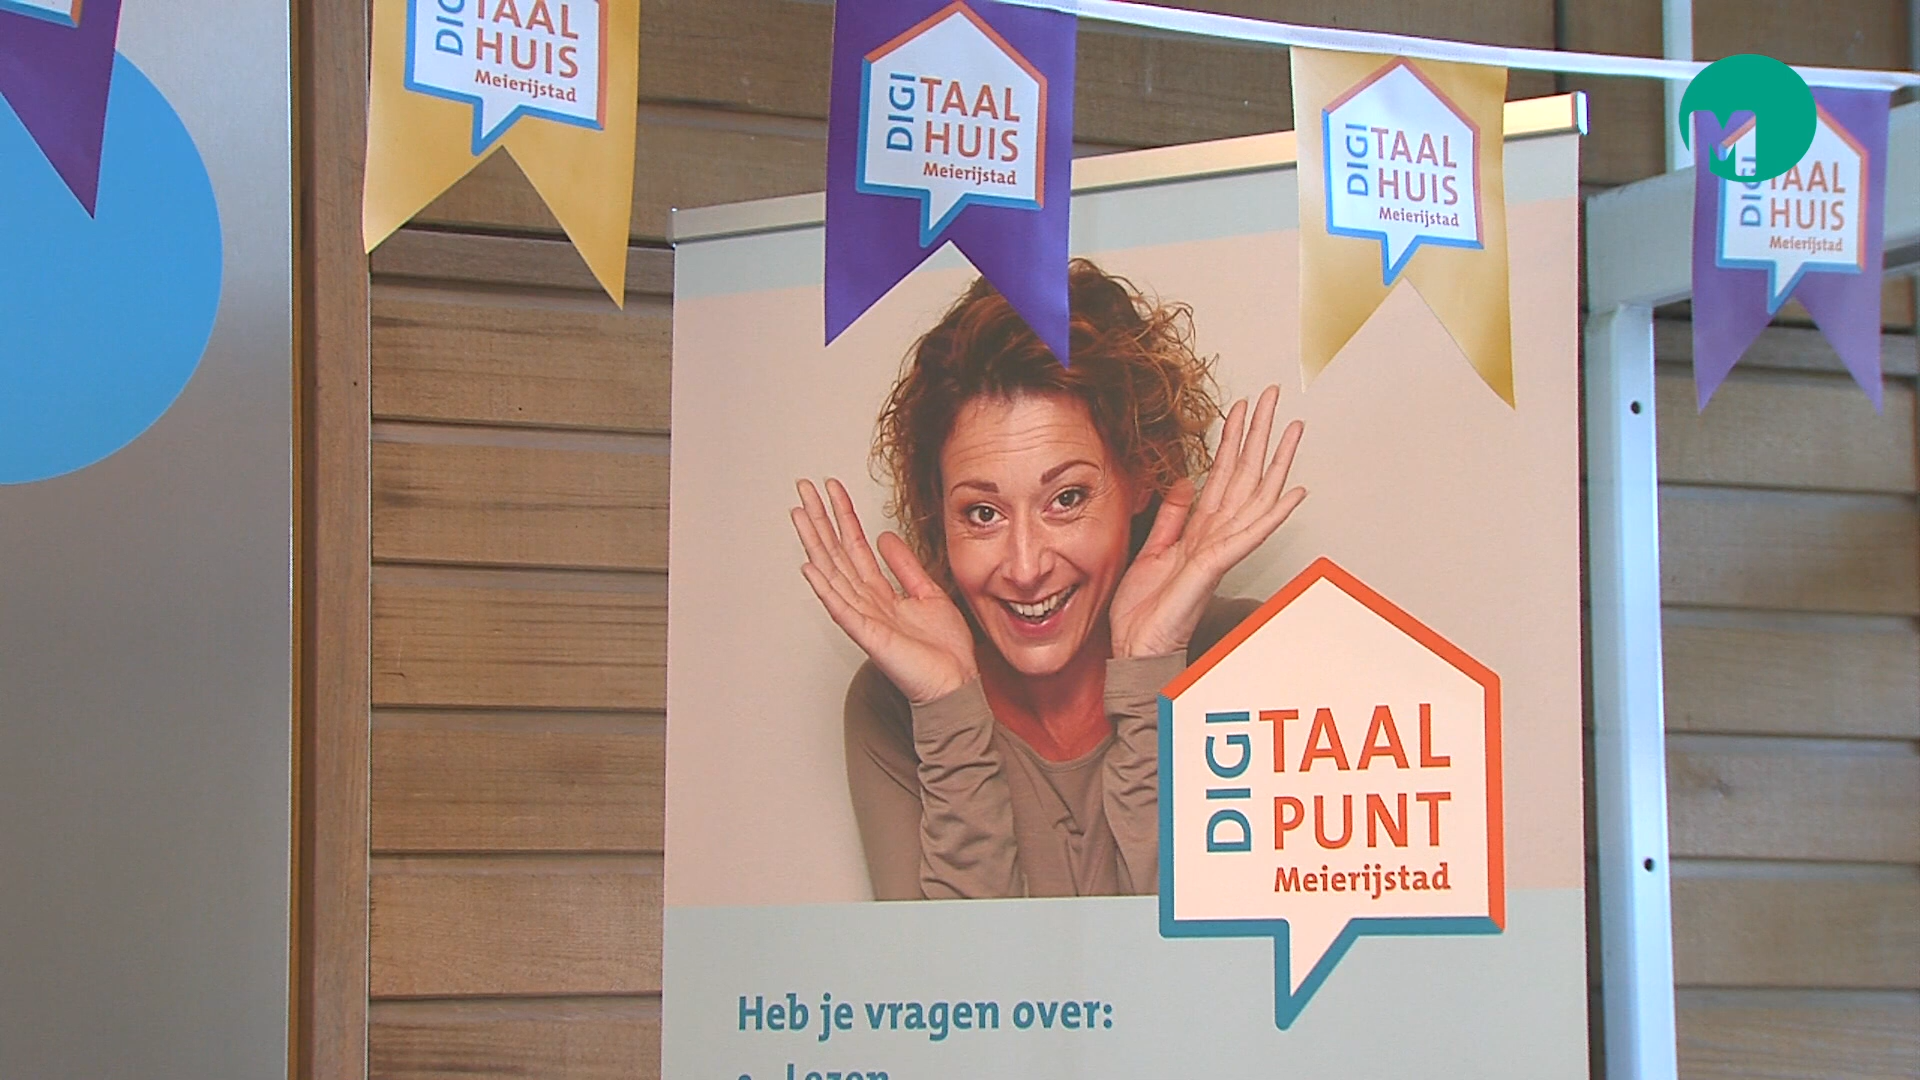 DIGI
TAAL
HUIS
Meierijstad
DIGI
TAAL
HUIS
Meierijstad
DIGI
TAAL
HUIS
Meierijstad
M
DIGI
TAAL
HUIS
Meierijstad
DIGI
TAAL
PUNT
Meierijstad
Heb je vragen over:
• Lezen